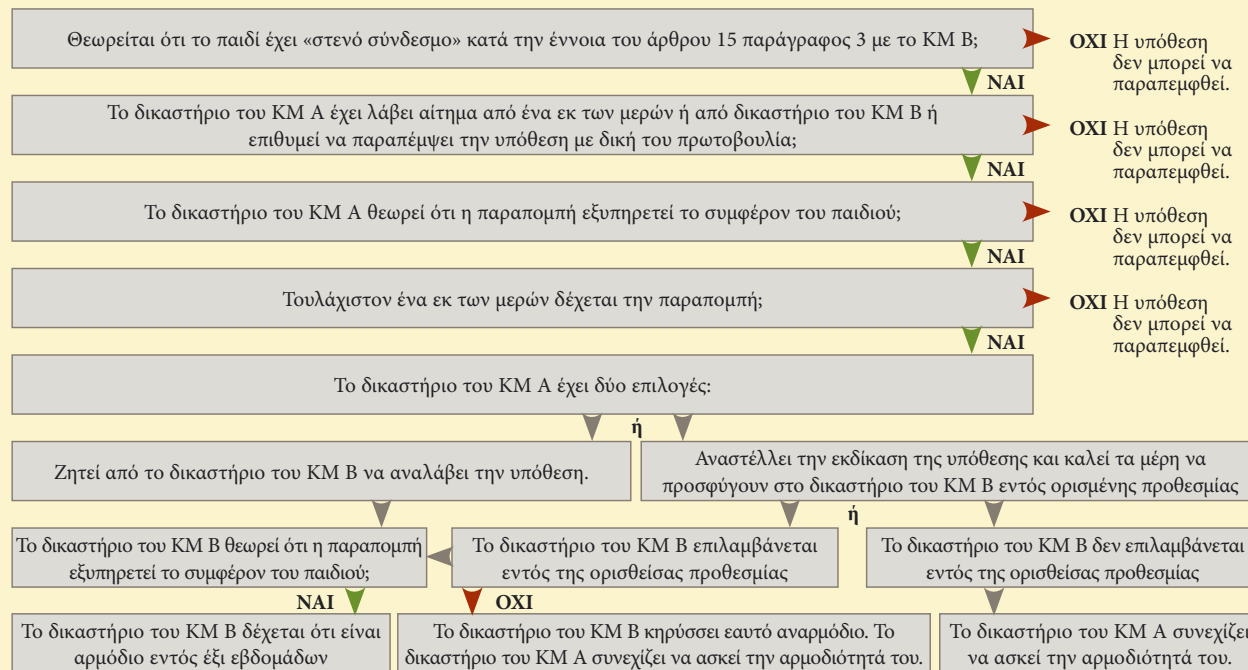 Θεωρείται ότι το παιδί έχει «στενό σύνδεσμο» κατά την έννοια του άρθρου 15 παράγραφος 3 με το ΚΜ Β;
ΟΧΙ Η υπόθεση
δεν μπορεί να
παραπεμφθεί.
ΝΑΙ
Το δικαστήριο του ΚΜ Α έχει λάβει αίτημα από ένα εκ των μερών ή από δικαστήριο του ΚΜ Β ή
επιθυμεί να παραπέμψει την υπόθεση με δική του πρωτοβουλία;
ΟΧΙ Η υπόθεση
δεν μπορεί να
παραπεμφθεί.
ΝΑΙ
Το δικαστήριο του ΚΜ Α θεωρεί ότι η παραπομπή εξυπηρετεί το συμφέρον του παιδιού;
ΟΧΙ Η υπόθεση
δεν μπορεί να
παραπεμφθεί.
ΝΑΙ
Τουλάχιστον ένα εκ των μερών δέχεται την παραπομπή;
ΟΧΙ Η υπόθεση
δεν μπορεί να
παραπεμφθεί.
ΝΑΙ
Το δικαστήριο του ΚΜ Α έχει δύο επιλογές:
ή
Ζητεί από το δικαστήριο του ΚΜ Β να αναλάβει την υπόθεση.
Αναστέλλει την εκδίκαση της υπόθεσης και καλεί τα μέρη να
προσφύγουν στο δικαστήριο του ΚΜ Β εντός ορισμένης προθεσμίας
ή
Το δικαστήριο του ΚΜ Β θεωρεί ότι η παραπομπή
εξυπηρετεί το συμφέρον του παιδιού;
Το δικαστήριο του ΚΜ Β επιλαμβάνεται
εντός της ορισθείσας προθεσμίας
Το δικαστήριο του ΚΜ Β δεν επιλαμβάνεται
εντός της ορισθείσας προθεσμίας
ΝΑΙ
ΟΧΙ
Το δικαστήριο του ΚΜ Β δέχεται ότι είναι
αρμόδιο εντός έξι εβδομάδων
Το δικαστήριο του ΚΜ Β κηρύσσει εαυτό αναρμόδιο. Το
δικαστήριο του ΚΜ Α συνεχίζει να ασκεί την αρμοδιότητά του.
Το δικαστήριο του ΚΜ Α συνεχίζει
να ασκεί την αρμοδιότητά του.